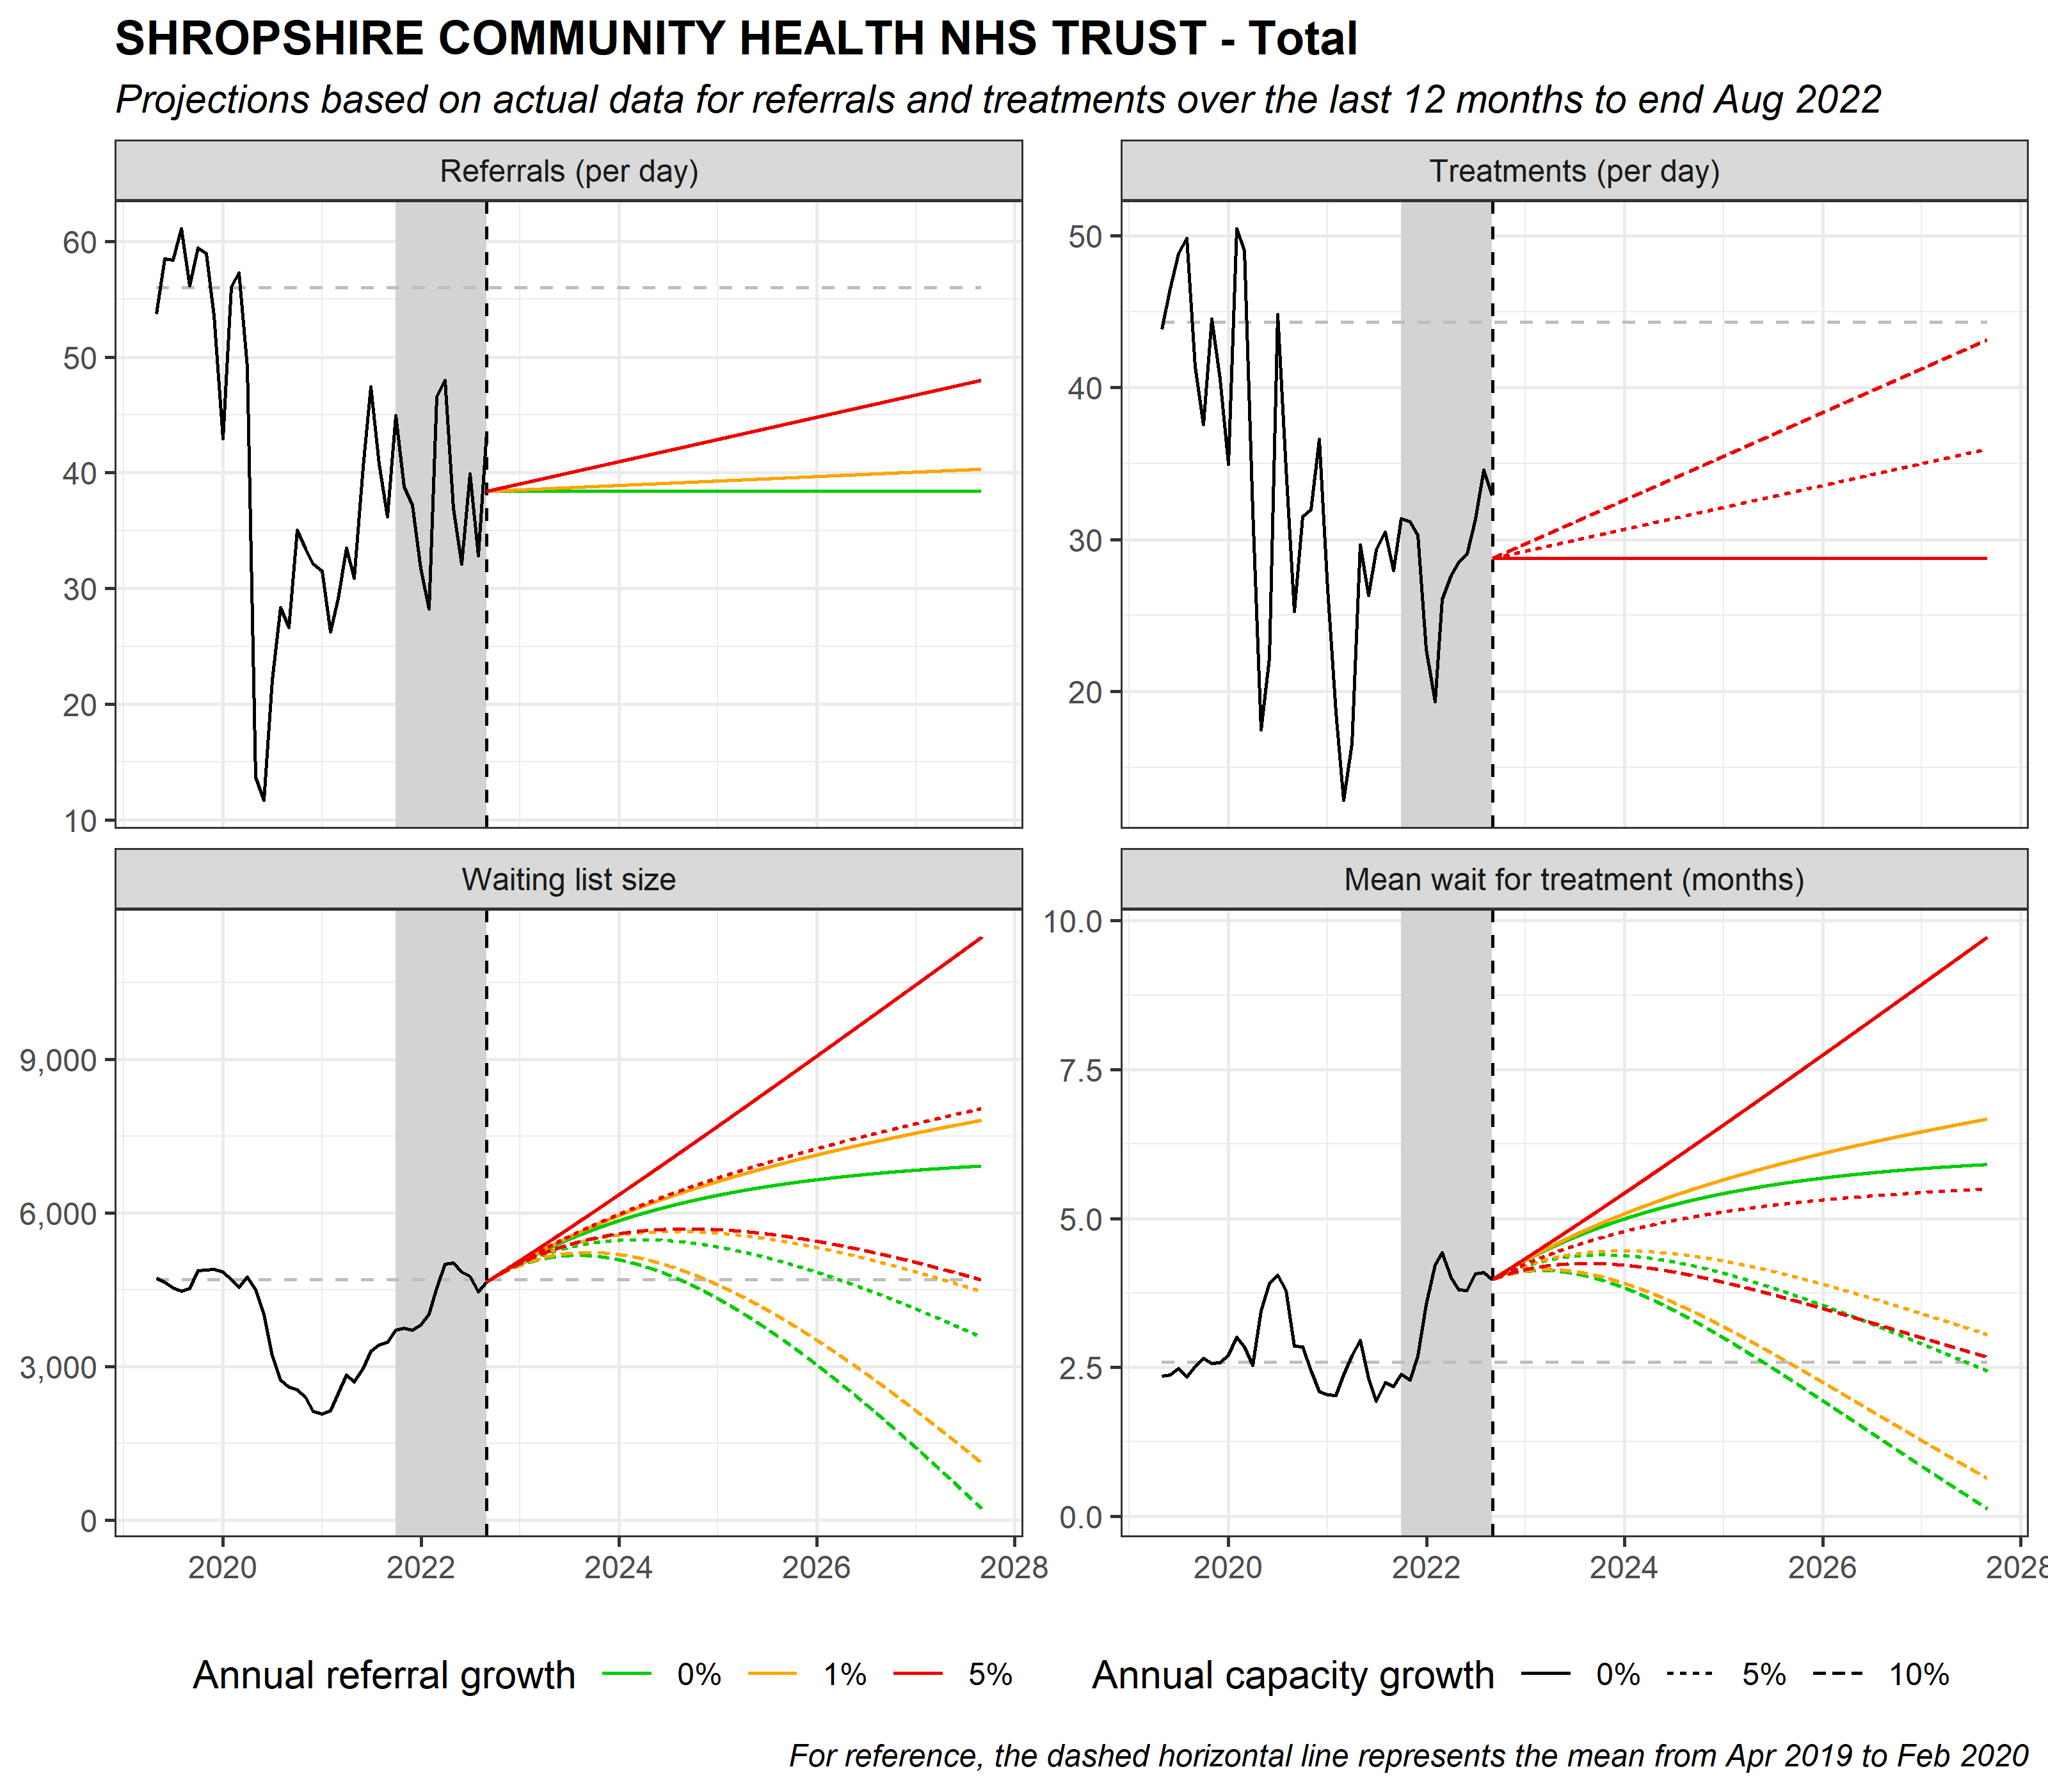 SHROPSHIRE COMMUNITY HEALTH NHS TRUST - Total
Projections based on actual data for referrals and treatments over the last 12 months to end Aug 2022
Referrals (per day)
60
50
40
30
20
10
Treatments (per day)
50
40
30
20
Waiting list size
9,000
6,000
3,000
0
2020 2022 2024 2026 2028
Mean wait for treatment (months)
10.0
7.5
5.0
2.5
0.0
2020 2022 2024 2026 2028
Annual referral growth 0% 1% 5%
Annual capacity growth 0% 5% 10%
For reference, the dashed horizontal line represents the mean from Apr 2019 to Feb 2020